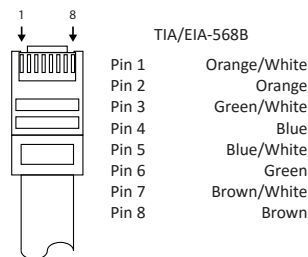 1 8
TIA/EIA-568B
Pin 1 Orange/White
Pin 2 Orange
Pin 3 Green/White
Pin 4 Blue
Pin 5 Blue/White
Pin 6 Green
Pin 7 Brown/White
Pin 8 Brown